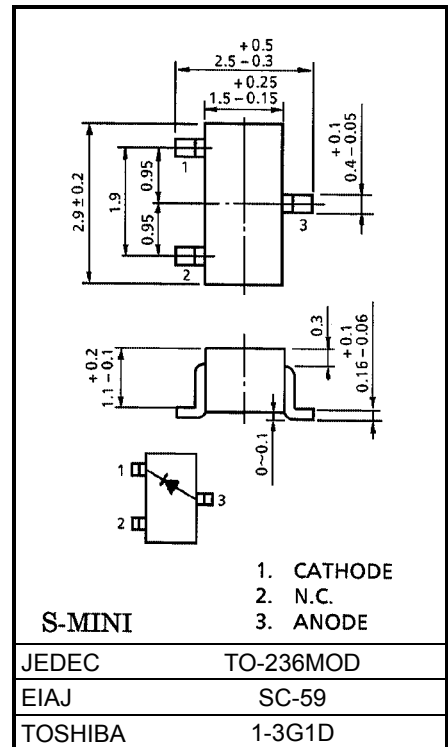 + 0.5
2.5 – 0.3
+ 0.25
1.5 – 0.15
+ 0.1
0.4 – 0.05
2.9 ± 0.2
1.9
0.95
0.95
1
2
3
+ 0.2
1.1 – 0.1
0.3
+ 0.1
0.16 – 0.06
0~0.1
1
2
3
1. CATHODE
2. N.C.
3. ANODE
S-MINI
JEDEC TO-236MOD
EIAJ SC-59
TOSHIBA 1-3G1D